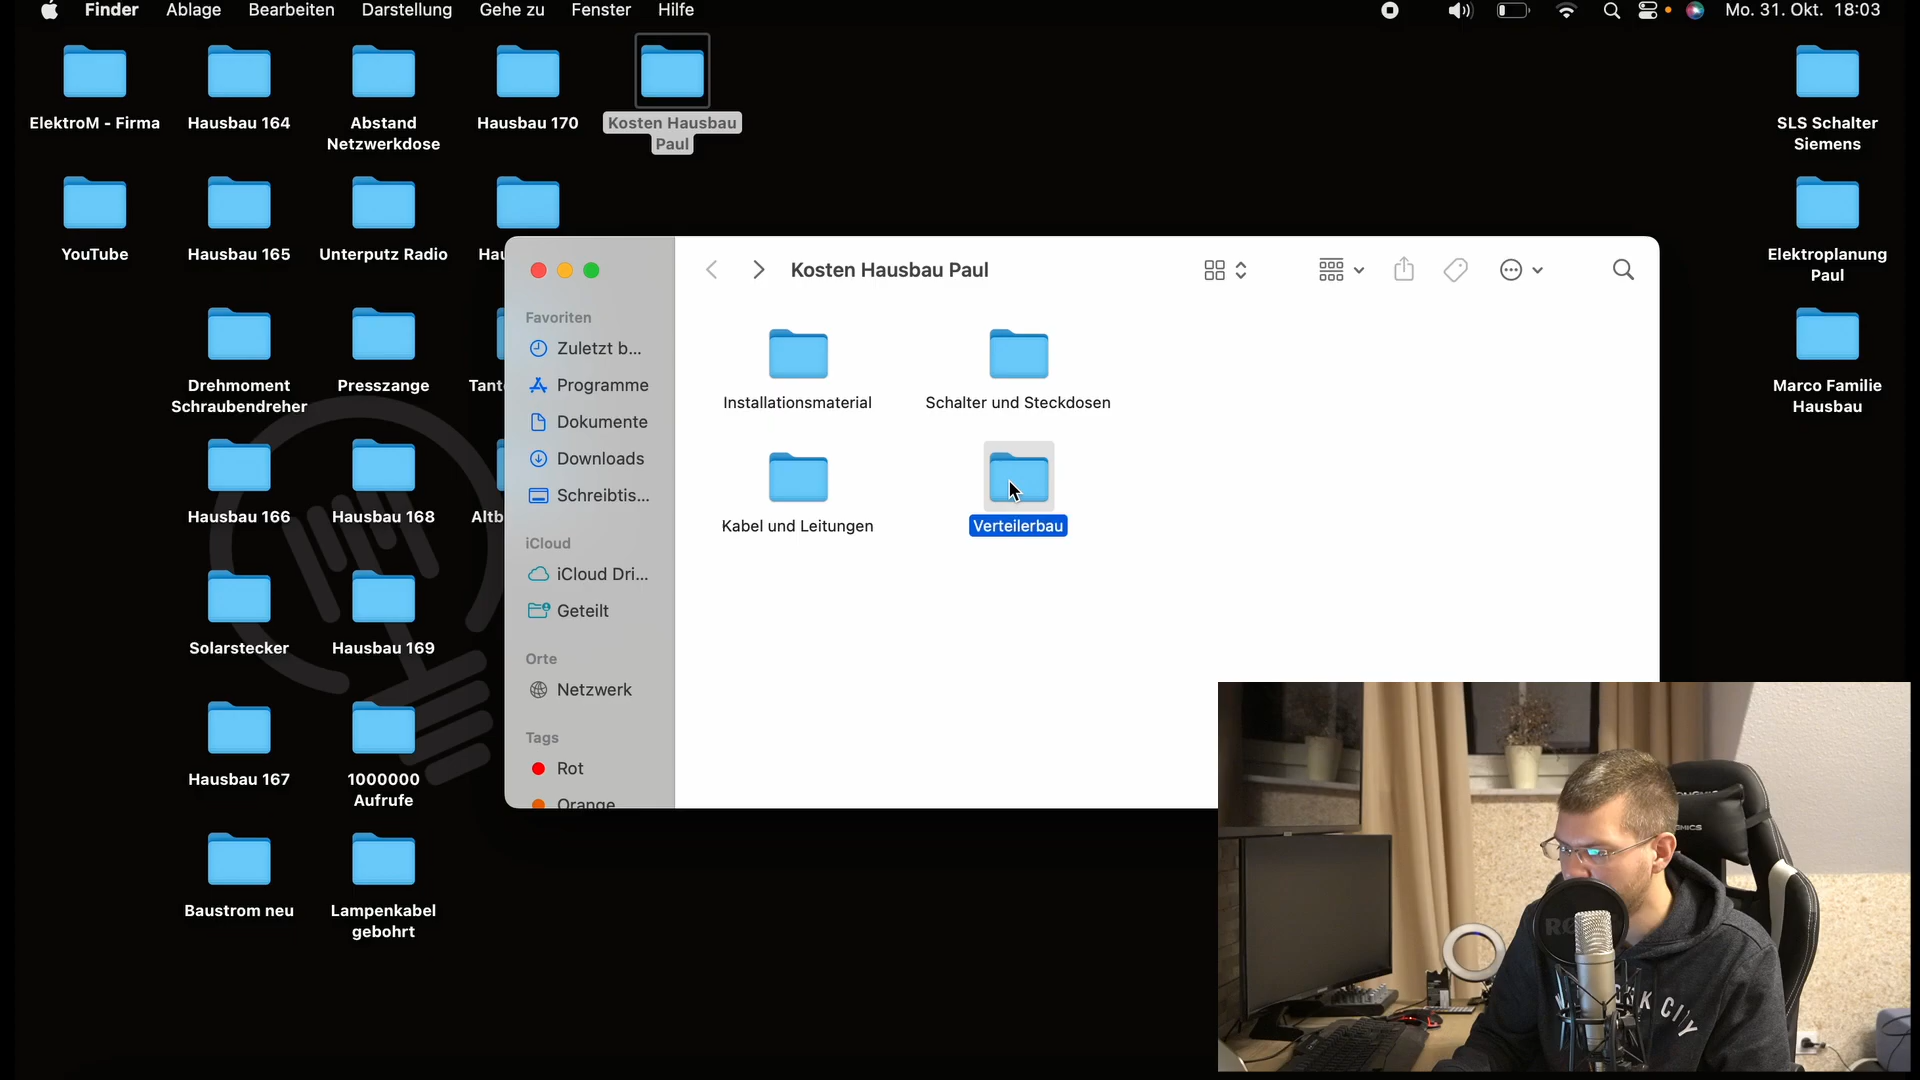 Finder Ablage Bearbeiten Darstellung Gehe zu Fenster Hilfe Mo. 31. Okt. 18:03
ElektroM - Firma
Hausbau 164
Abstand
Netzwerkdose
Hausbau 170
Kosten Hausbau
Paul
SLS Schalter
Siemens
YouTube
Hausbau 165
Unterputz Radio
Hau
Elektroplanung
Paul
Drehmoment
Schraubendreher
Presszange
Tante
Marco Familie
Hausbau
Hausbau 166
Hausbau 168
Altb
Solarstecker
Hausbau 169
Hausbau 167
1000000
Aufrufe
Baustrom neu
Lampenkabel
gebohrt
Kosten Hausbau Paul
Favoriten
Zuletzt b...
Programme
Dokumente
Downloads
Schreibtis...
iCloud
iCloud Dri...
Geteilt
Orte
Netzwerk
Tags
Rot
Orange
Installationsmaterial
Schalter und Steckdosen
Kabel und Leitungen
Verteilerbau